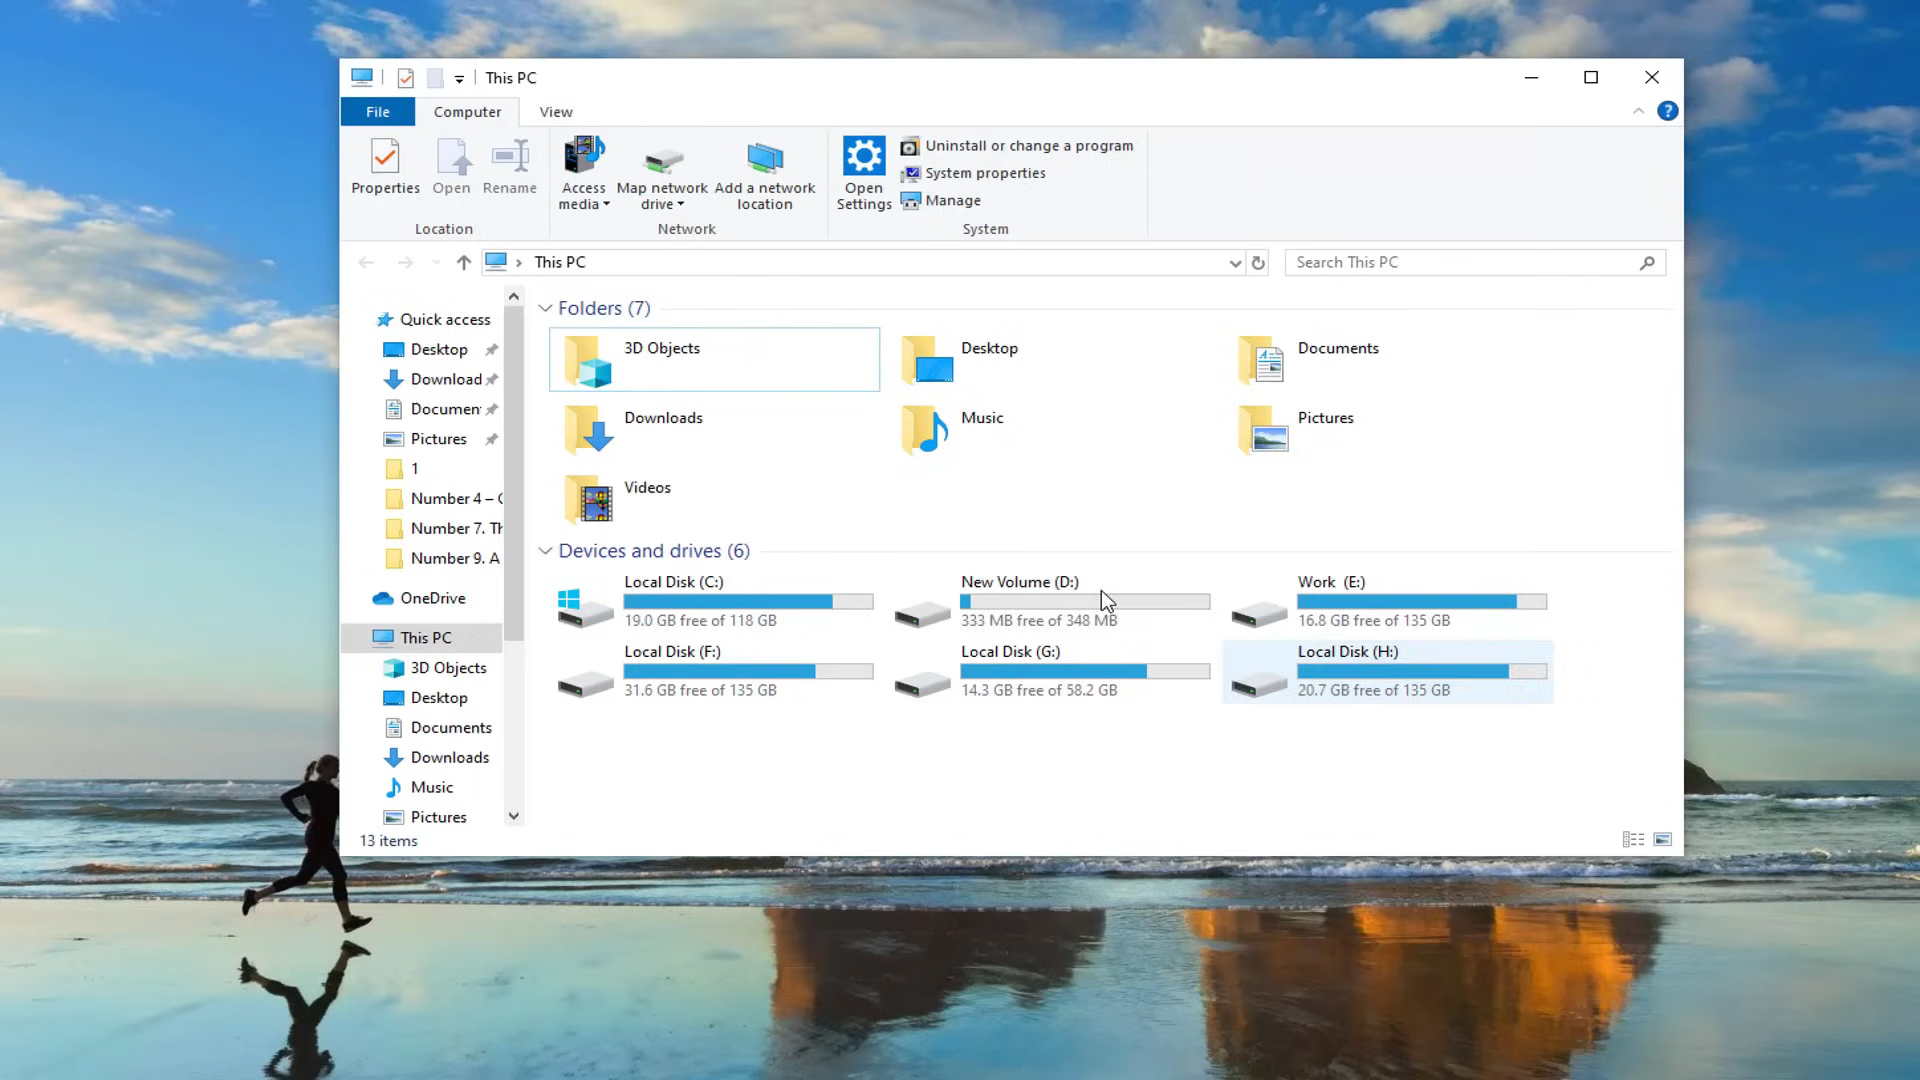 This PC
File Computer View
Properties Open Rename Access media Map network drive Add a network location Open Settings
Uninstall or change a program
System properties
Manage
Location Network System
This PC
Search This PC
Quick access
Desktop
Download
Documen
Pictures
1
Number 4 – C
Number 7. Th
Number 9. A
OneDrive
This PC
3D Objects
Desktop
Documents
Downloads
Music
Pictures
Folders (7)
3D Objects
Desktop
Documents
Downloads
Music
Pictures
Videos
Devices and drives (6)
Local Disk (C:)
19.0 GB free of 118 GB
New Volume (D:)
333 MB free of 348 MB
Work (E:)
16.8 GB free of 135 GB
Local Disk (F:)
31.6 GB free of 135 GB
Local Disk (G:)
14.3 GB free of 58.2 GB
Local Disk (H:)
20.7 GB free of 135 GB
13 items